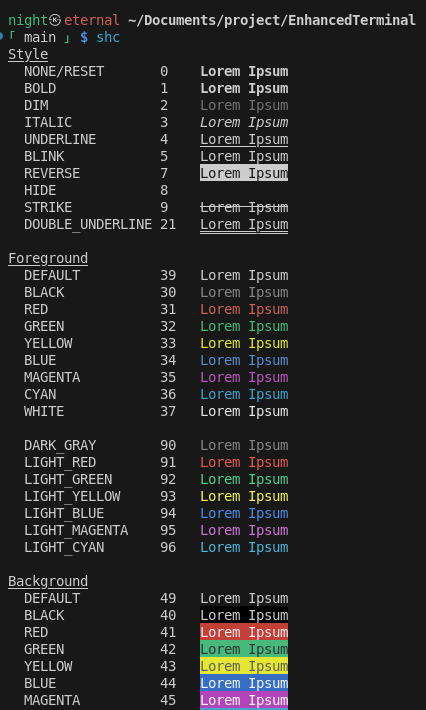 night㉿eternal ~/Documents/project/EnhancedTerminal
「 main 」 $ shc
Style
NONE/RESET 0 Lorem Ipsum
BOLD 1 Lorem Ipsum
DIM 2 Lorem Ipsum
ITALIC 3 Lorem Ipsum
UNDERLINE 4 Lorem Ipsum
BLINK 5 Lorem Ipsum
REVERSE 7 Lorem Ipsum
HIDE 8
STRIKE 9 Lorem Ipsum
DOUBLE_UNDERLINE 21 Lorem Ipsum
Foreground
DEFAULT 39 Lorem Ipsum
BLACK 30 Lorem Ipsum
RED 31 Lorem Ipsum
GREEN 32 Lorem Ipsum
YELLOW 33 Lorem Ipsum
BLUE 34 Lorem Ipsum
MAGENTA 35 Lorem Ipsum
CYAN 36 Lorem Ipsum
WHITE 37 Lorem Ipsum
DARK_GRAY 90 Lorem Ipsum
LIGHT_RED 91 Lorem Ipsum
LIGHT_GREEN 92 Lorem Ipsum
LIGHT_YELLOW 93 Lorem Ipsum
LIGHT_BLUE 94 Lorem Ipsum
LIGHT_MAGENTA 95 Lorem Ipsum
LIGHT_CYAN 96 Lorem Ipsum
Background
DEFAULT 49 Lorem Ipsum
BLACK 40 Lorem Ipsum
RED 41 Lorem Ipsum
GREEN 42 Lorem Ipsum
YELLOW 43 Lorem Ipsum
BLUE 44 Lorem Ipsum
MAGENTA 45 Lorem Ipsum